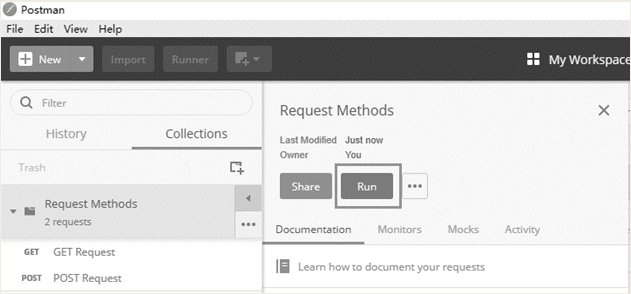 Postman
File Edit View Help
New Import Runner My Workspace
Filter
History Collections
Trash
Request Methods
2 requests
GET GET Request
POST POST Request
Request Methods
Last Modified Just now
Owner You
Share Run
Documentation Monitors Mocks Activity
Learn how to document your requests